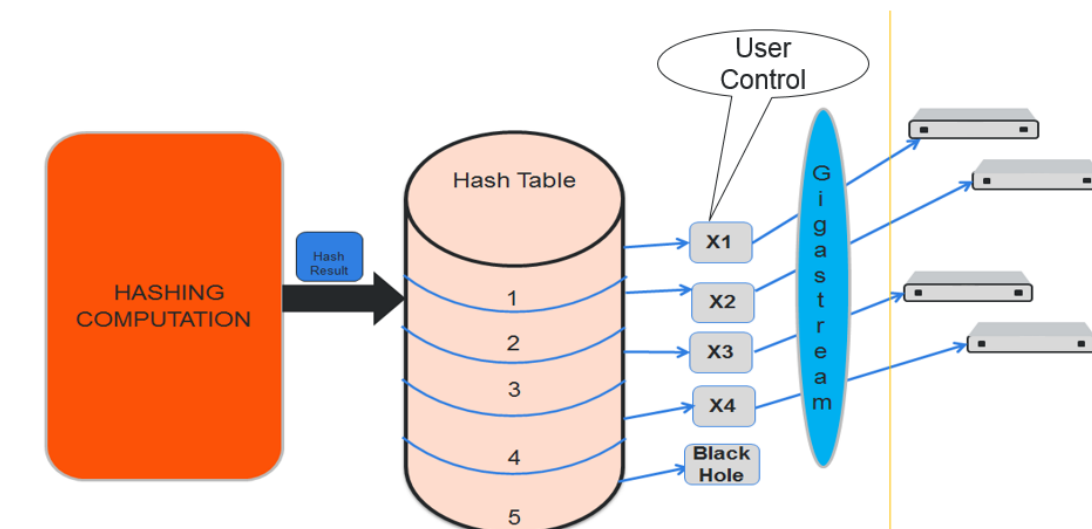 User
Control
Hash Table
Hash
Result
HASHING
COMPUTATION
1
2
3
4
5
X1
X2
X3
X4
Black
Hole
Gigastream